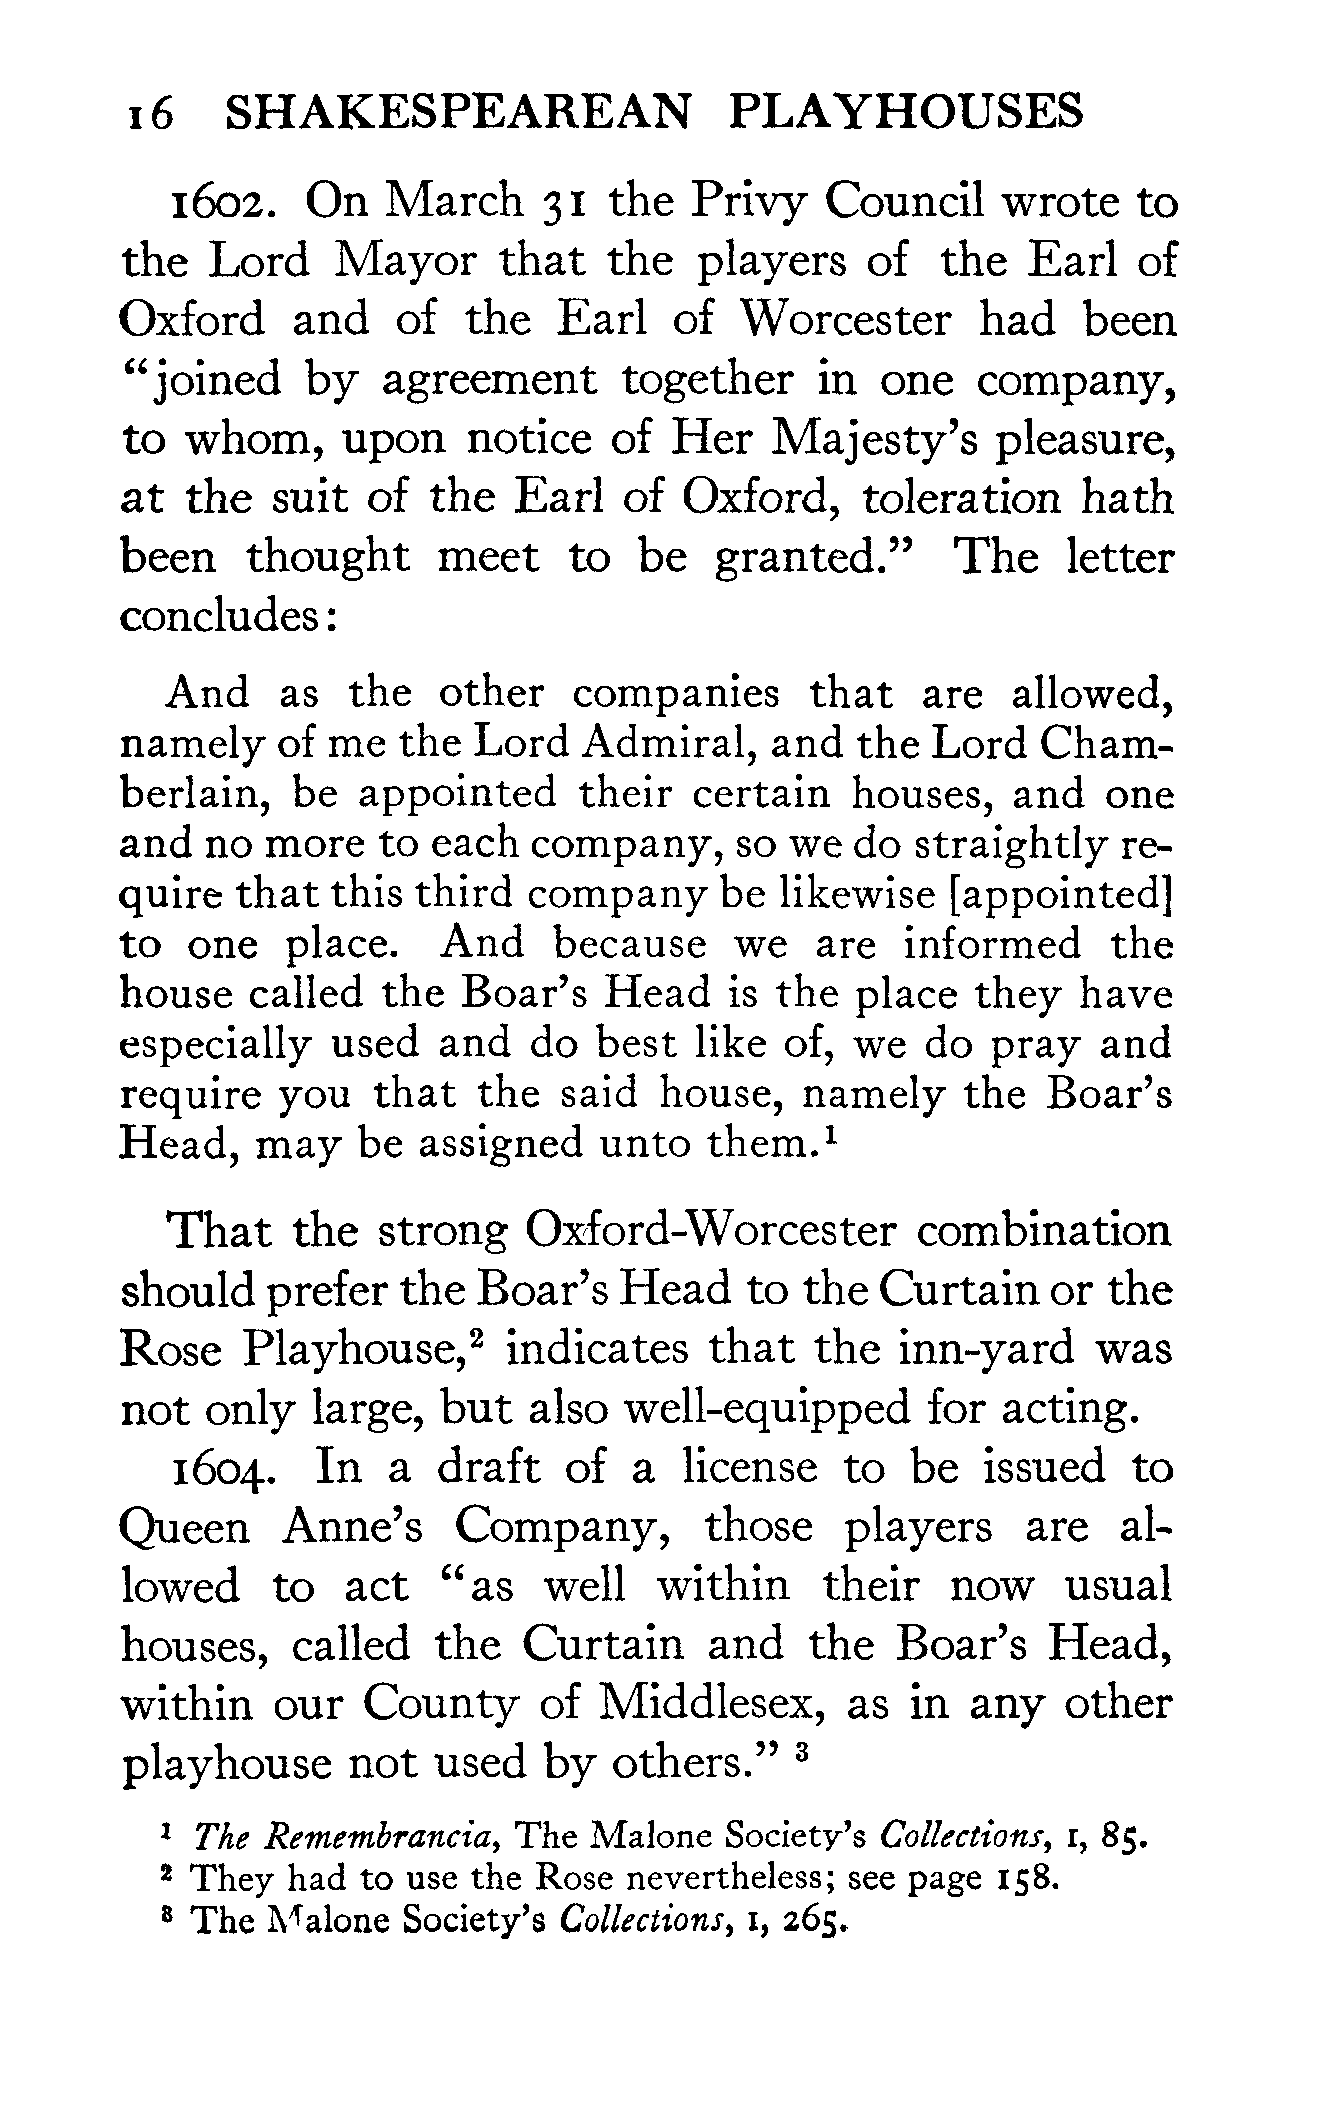 16 SHAKESPEAREAN PLAYHOUSES
1602. On March 31 the Privy Council wrote to
the Lord Mayor that the players of the Earl of
Oxford and of the Earl of Worcester had been
“joined by agreement together in one company,
to whom, upon notice of Her Majesty’s pleasure,
at the suit of the Earl of Oxford, toleration hath
been thought meet to be granted.” The letter
concludes:
And as the other companies that are allowed,
namely of me the Lord Admiral, and the Lord Cham-
berlain, be appointed their certain houses, and one
and no more to each company, so we do straightly re-
quire that this third company be likewise [appointed]
to one place. And because we are informed the
house called the Boar’s Head is the place they have
especially used and do best like of, we do pray and
require you that the said house, namely the Boar’s
Head, may be assigned unto them.¹
That the strong Oxford-Worcester combination
should prefer the Boar’s Head to the Curtain or the
Rose Playhouse,² indicates that the inn-yard was
not only large, but also well-equipped for acting.
1604. In a draft of a license to be issued to
Queen Anne’s Company, those players are al-
lowed to act “as well within their now usual
houses, called the Curtain and the Boar’s Head,
within our County of Middlesex, as in any other
playhouse not used by others.” ³
¹ The Remembrancia, The Malone Society’s Collections, I, 85.
² They had to use the Rose nevertheless; see page 158.
³ The Malone Society’s Collections, I, 265.